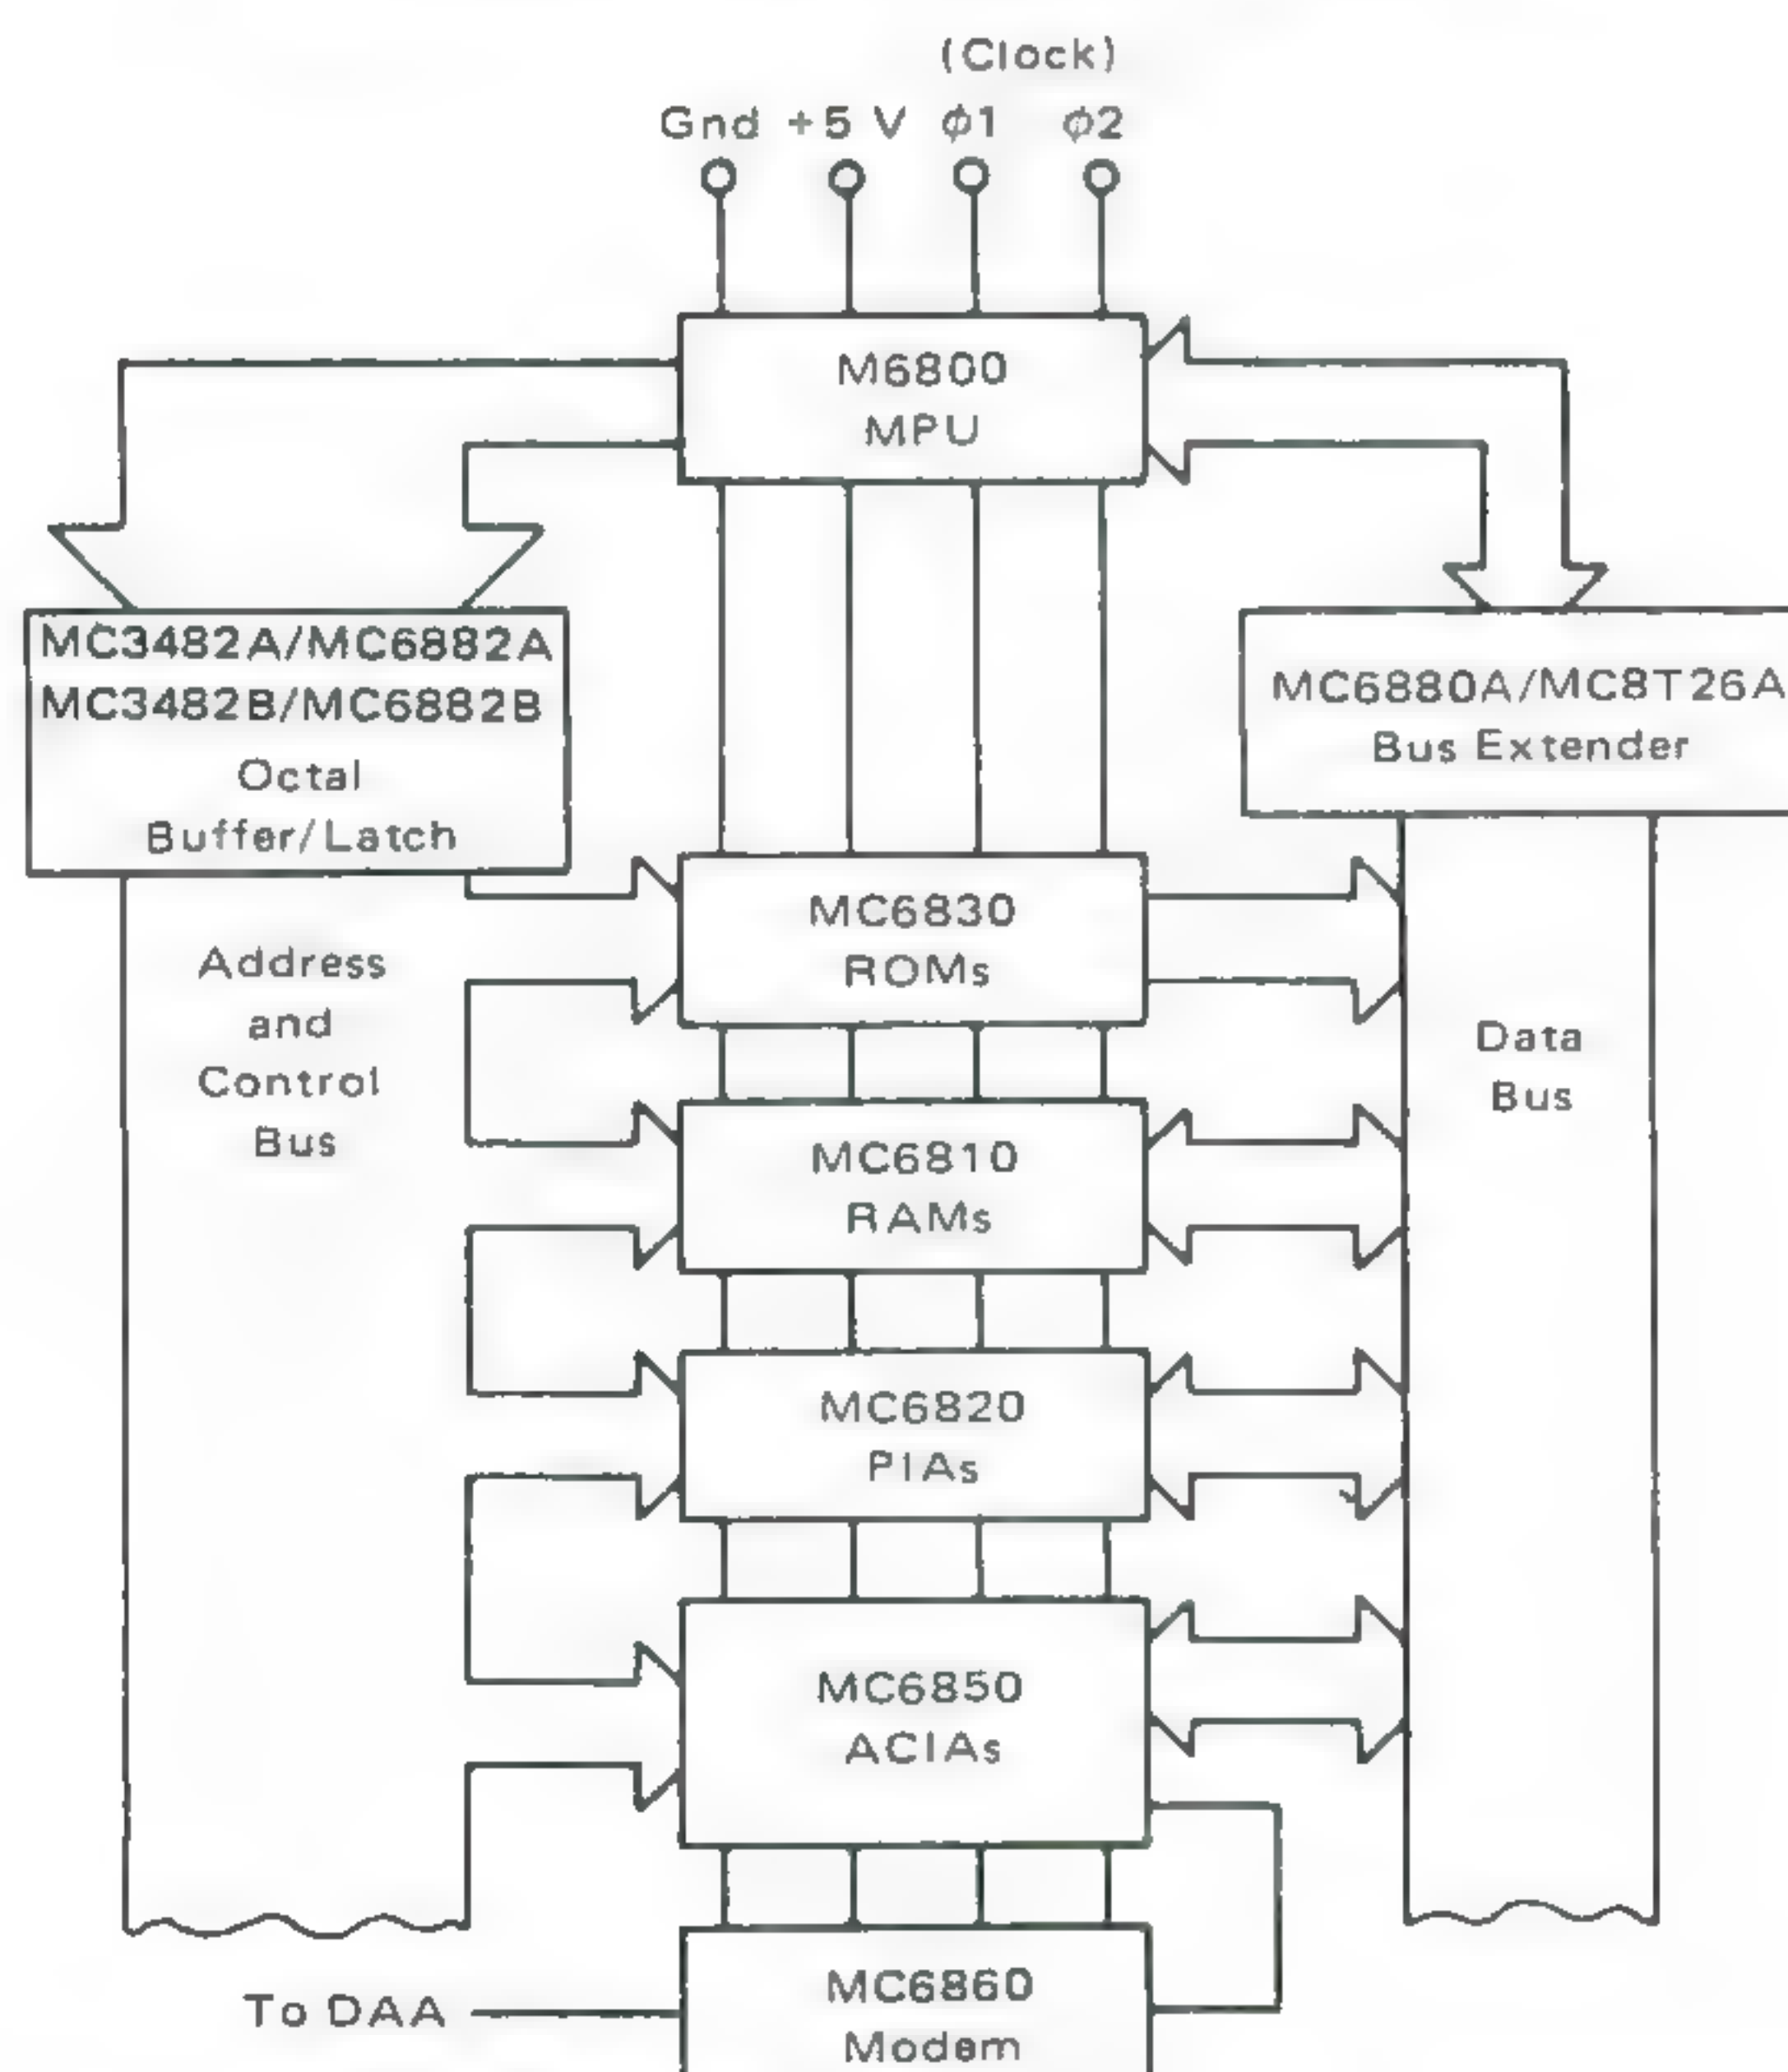 (Clock)
Gnd +5 V φ1 φ2
M6800
MPU
MC3482A/MC6882A
MC3482B/MC6882B
Octal
Buffer/Latch
MC6880A/MC8T26A
Bus Extender
MC6830
ROMs
Address
and
Control
Bus
Data
Bus
MC6810
RAMs
MC6820
PIAs
MC6850
ACIAs
To DAA
MC6860
Modem